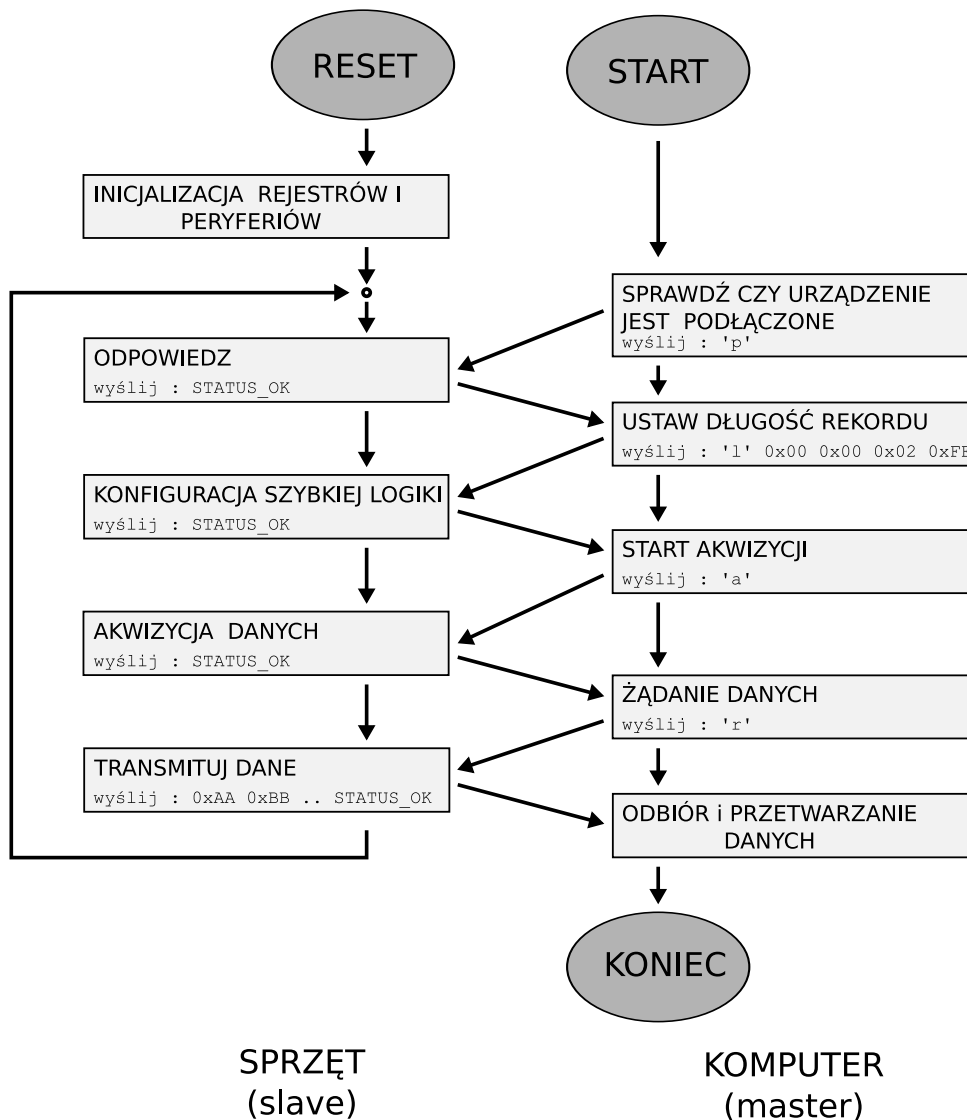 RESET
START
INICJALIZACJA REJESTRÓW I
PERYFERIÓW
SPRAWDŹ CZY URZĄDZENIE
JEST PODŁĄCZONE
wyślij : 'p'
ODPOWIEDZ
wyślij : STATUS_OK
USTAW DŁUGOŚĆ REKORDU
wyślij : 'l' 0x00 0x00 0x02 0xFF
KONFIGURACJA SZYBKIEJ LOGIKI
wyślij : STATUS_OK
START AKWIZYCJI
wyślij : 'a'
AKWIZYCJA DANYCH
wyślij : STATUS_OK
ŻĄDANIE DANYCH
wyślij : 'r'
TRANSMITUJ DANE
wyślij : 0xAA 0xBB .. STATUS_OK
ODBIÓR i PRZETWARZANIE
DANYCH
KONIEC
SPRZĘT
(slave)
KOMPUTER
(master)